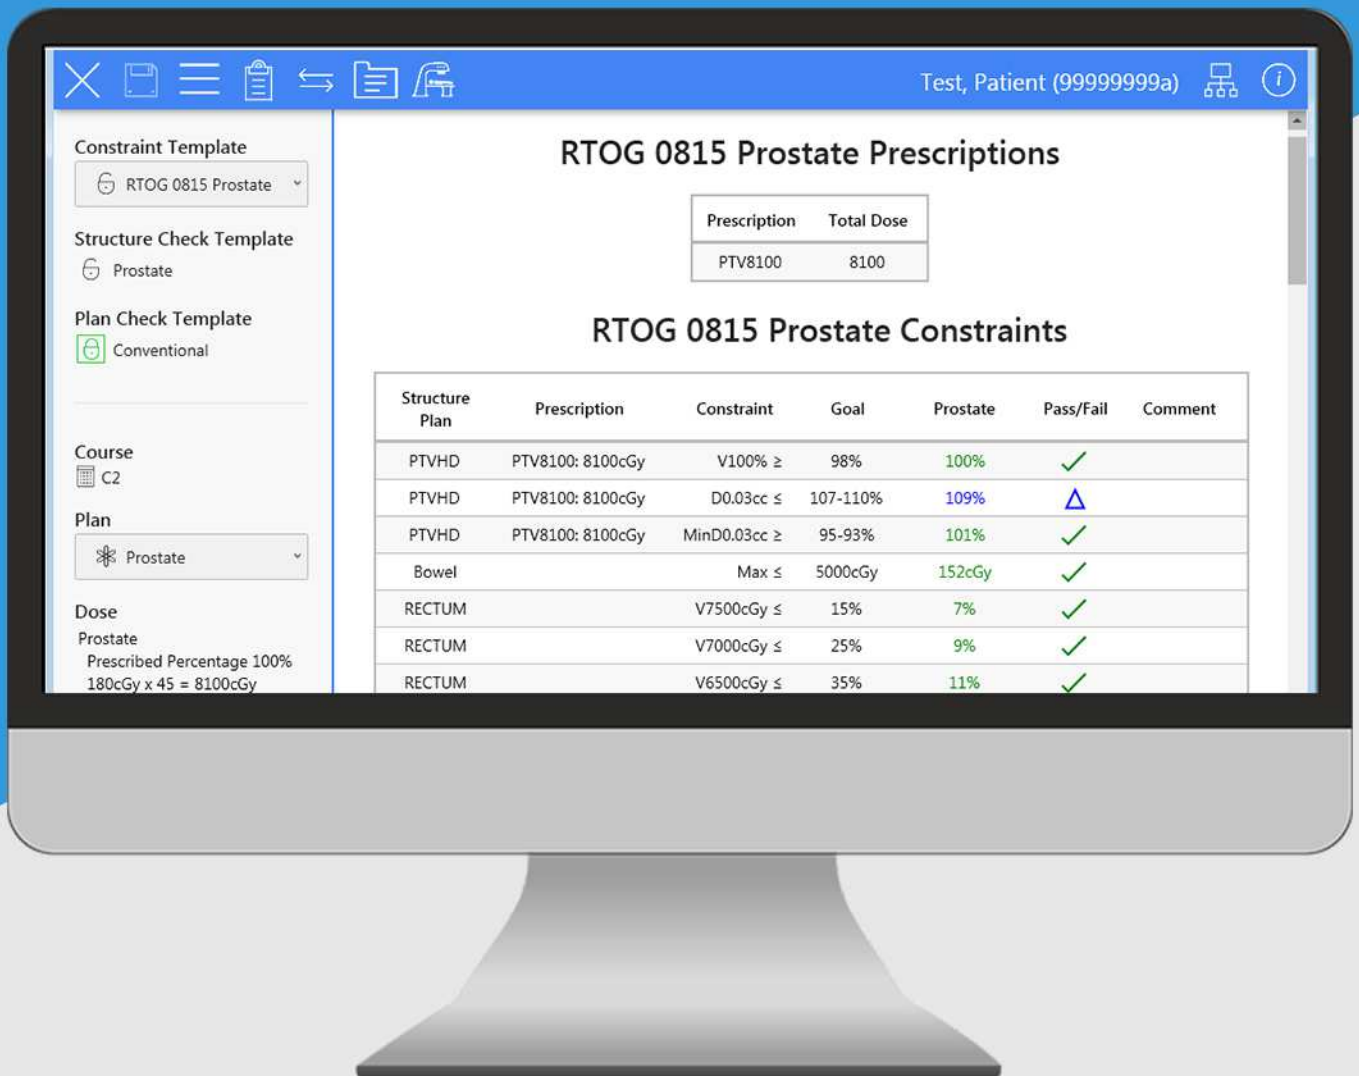 Test, Patient (99999999a)
Constraint Template
RTOG 0815 Prostate
Structure Check Template
Prostate
Plan Check Template
Conventional
Course
C2
Plan
Prostate
Dose
Prostate
Prescribed Percentage 100%
180cGy x 45 = 8100cGy
RTOG 0815 Prostate Prescriptions
Prescription Total Dose
PTV8100 8100
RTOG 0815 Prostate Constraints
Structure Plan Prescription Constraint Goal Prostate Pass/Fail Comment
PTVHD PTV8100: 8100cGy V100% ≥ 98% 100%
PTVHD PTV8100: 8100cGy D0.03cc ≤ 107-110% 109%
PTVHD PTV8100: 8100cGy MinD0.03cc ≥ 95-93% 101%
Bowel Max ≤ 5000cGy 152cGy
RECTUM V7500cGy ≤ 15% 7%
RECTUM V7000cGy ≤ 25% 9%
RECTUM V6500cGy ≤ 35% 11%